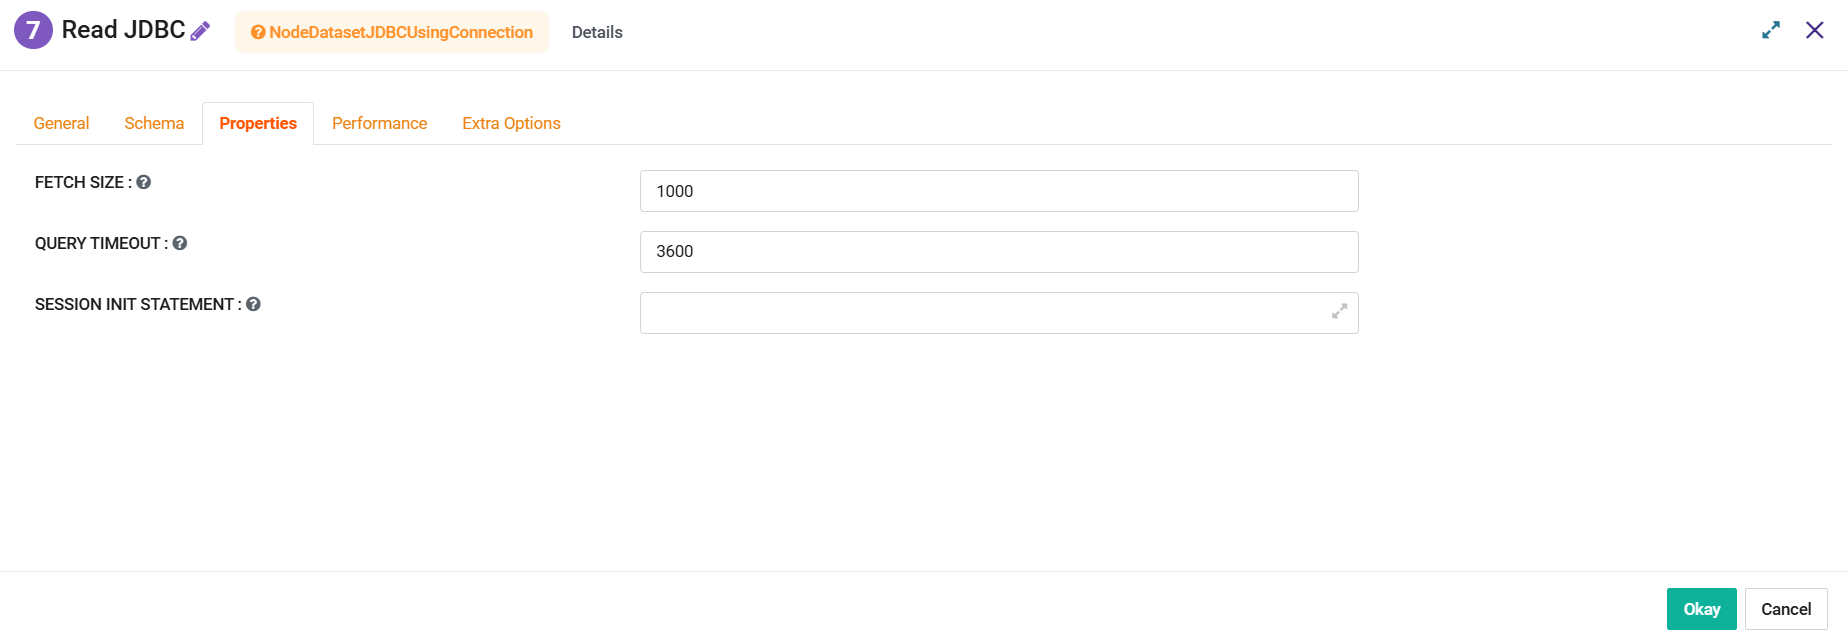 7 Read JDBC NodeDatasetJDBCUsingConnection Details
General Schema Properties Performance Extra Options
FETCH SIZE : 1000
QUERY TIMEOUT : 3600
SESSION INIT STATEMENT :
Okay Cancel